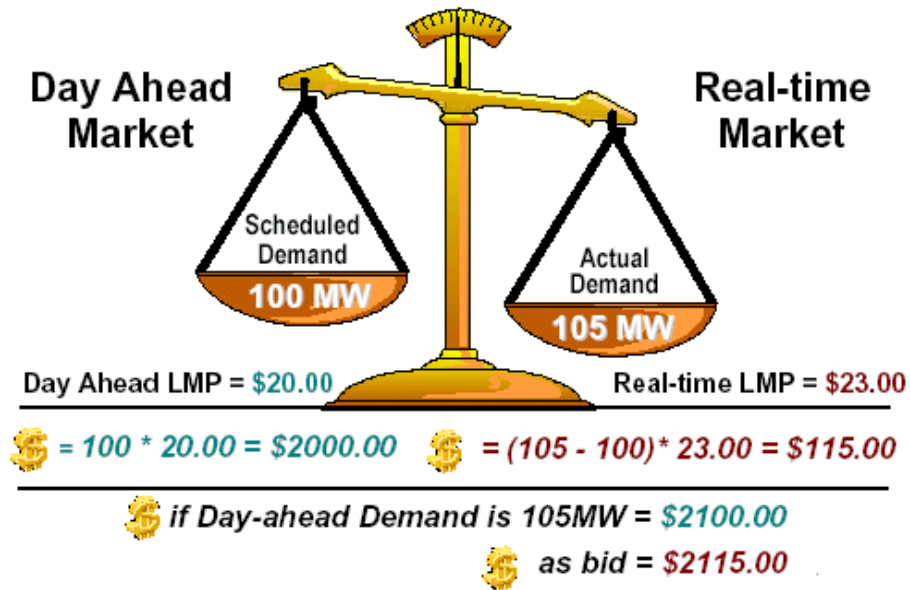 Day Ahead
Market
Real-time
Market
Scheduled
Demand
100 MW
Actual
Demand
105 MW
Day Ahead LMP = $20.00
Real-time LMP = $23.00
$ = 100 * 20.00 = $2000.00
$ = (105 - 100)* 23.00 = $115.00
$ if Day-ahead Demand is 105MW = $2100.00
$ as bid = $2115.00